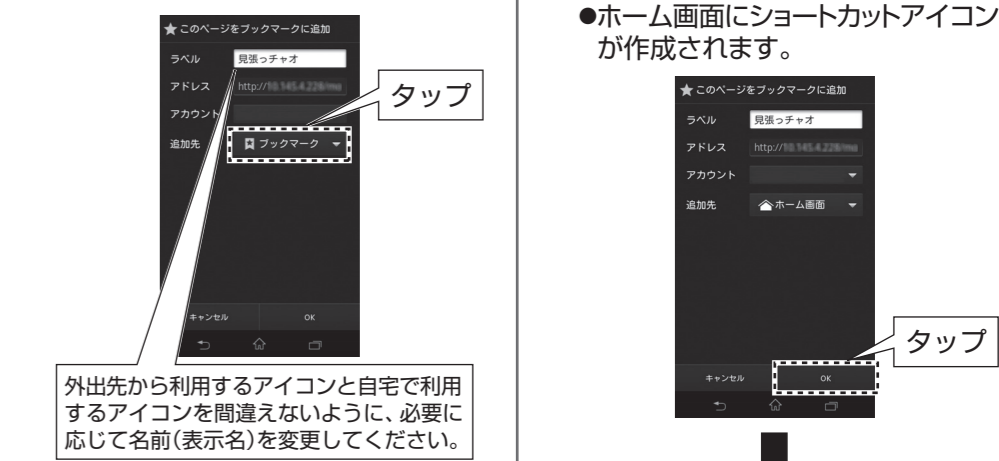 ★このページをブックマークに追加
ラベル 見張っチャオ
アドレス http://
アカウント
追加先 ブックマーク
タップ
キャンセル OK
外出先から利用するアイコンと自宅で利用
するアイコンを間違えないように、必要に
応じて名前(表示名)を変更してください。
●ホーム画面にショートカットアイコン
が作成されます。
★このページをブックマークに追加
ラベル 見張っチャオ
アドレス http://
アカウント
追加先 ホーム画面
タップ
キャンセル OK